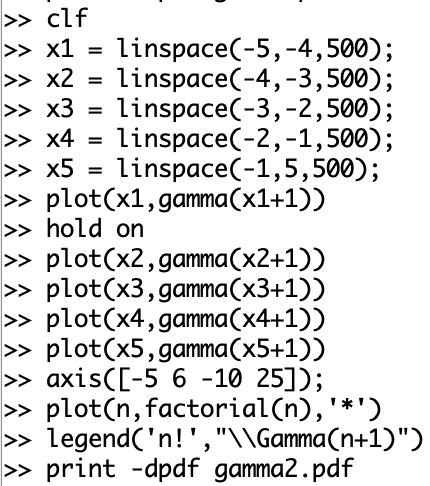 >> clf
>> x1 = linspace(-5,-4,500);
>> x2 = linspace(-4,-3,500);
>> x3 = linspace(-3,-2,500);
>> x4 = linspace(-2,-1,500);
>> x5 = linspace(-1,5,500);
>> plot(x1,gamma(x1+1))
>> hold on
>> plot(x2,gamma(x2+1))
>> plot(x3,gamma(x3+1))
>> plot(x4,gamma(x4+1))
>> plot(x5,gamma(x5+1))
>> axis([-5 6 -10 25]);
>> plot(n,factorial(n),'*')
>> legend('n!',"\\Gamma(n+1)")
>> print -dpdf gamma2.pdf